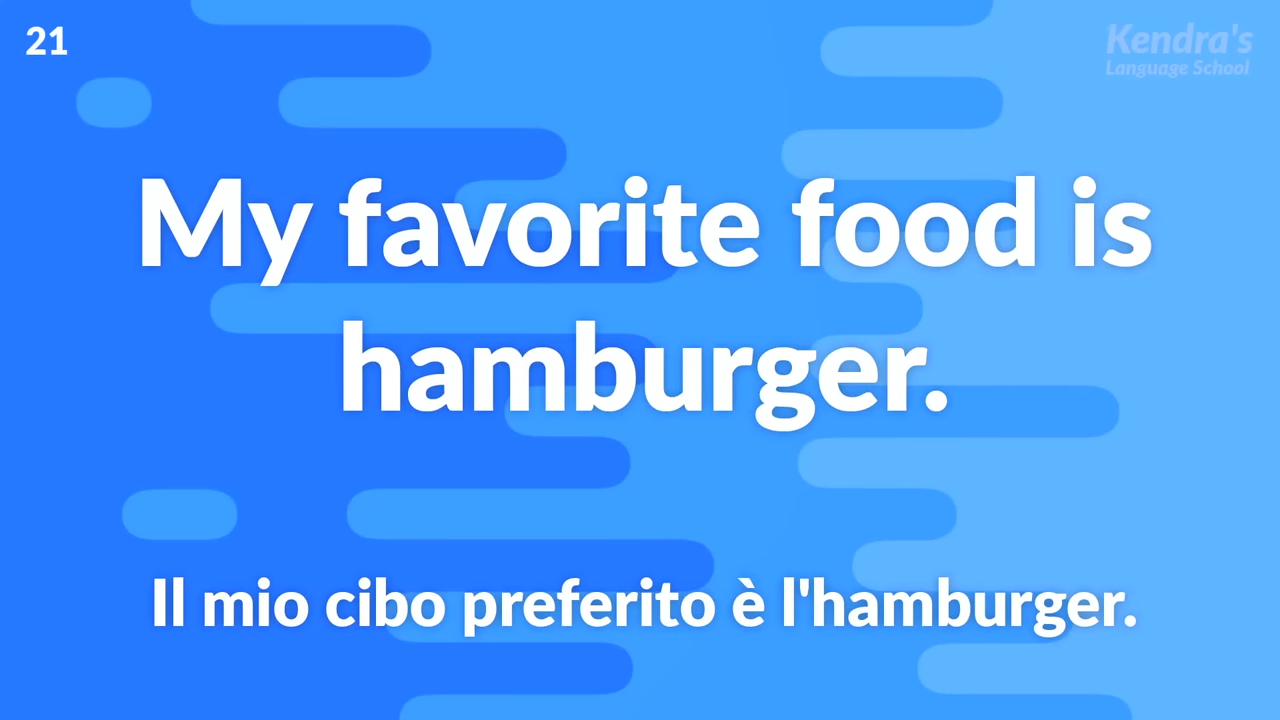 21
Kendra's
Language School
My favorite food is
hamburger.
Il mio cibo preferito è l'hamburger.